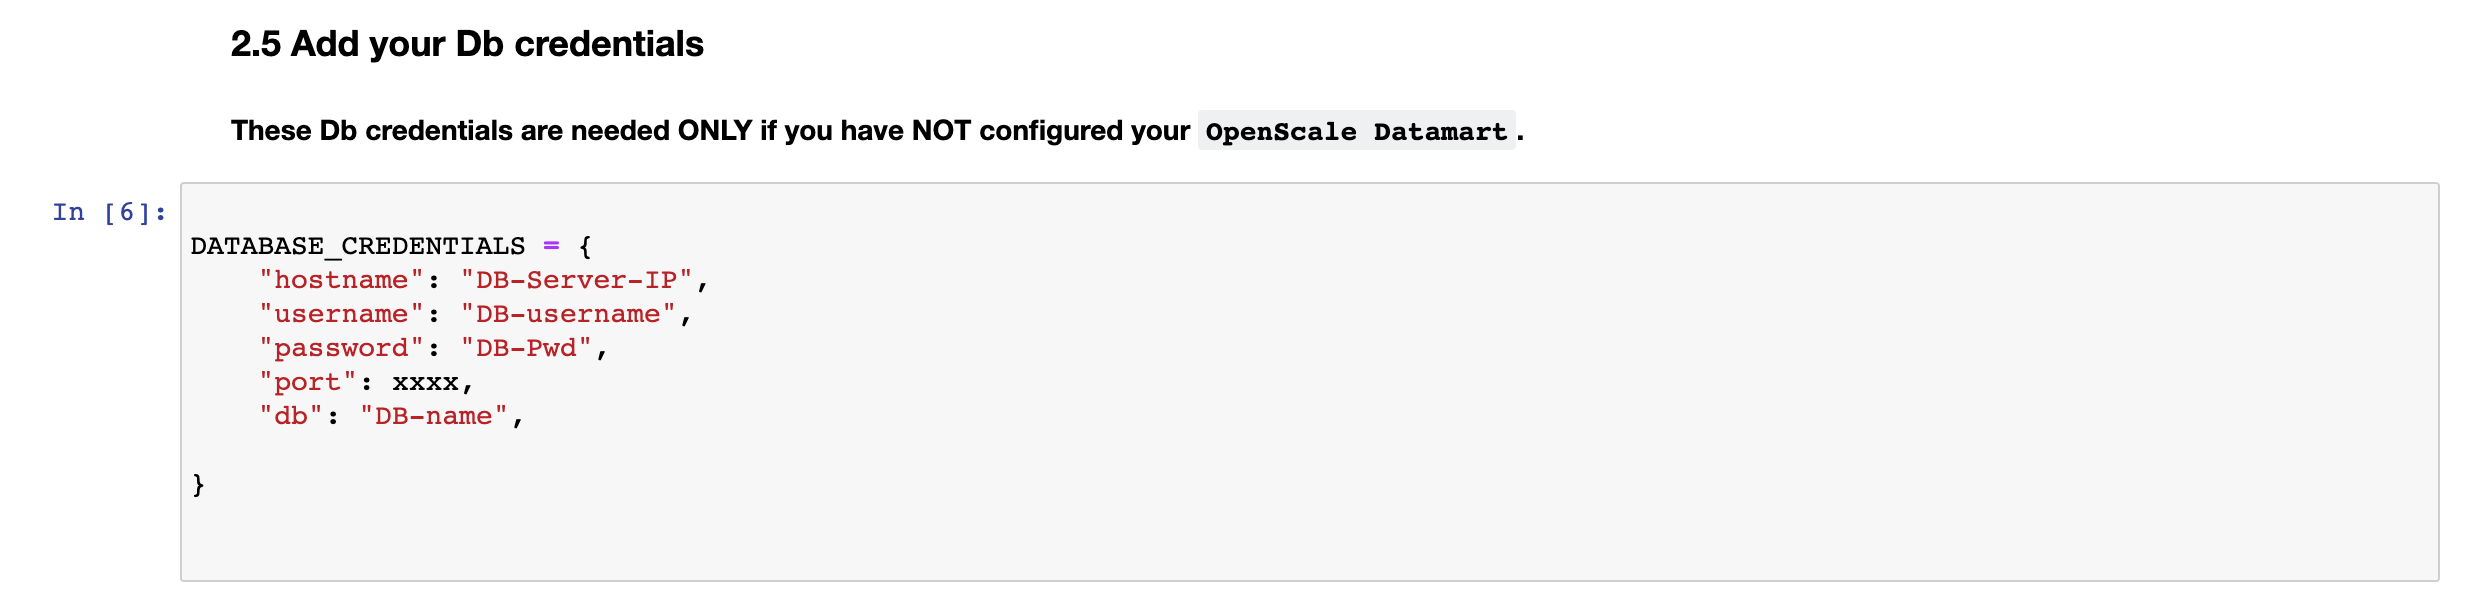 2.5 Add your Db credentials
These Db credentials are needed ONLY if you have NOT configured your OpenScale Datamart.
In [6]:
DATABASE_CREDENTIALS = {
    "hostname": "DB-Server-IP",
    "username": "DB-username",
    "password": "DB-Pwd",
    "port": xxxx,
    "db": "DB-name",
}